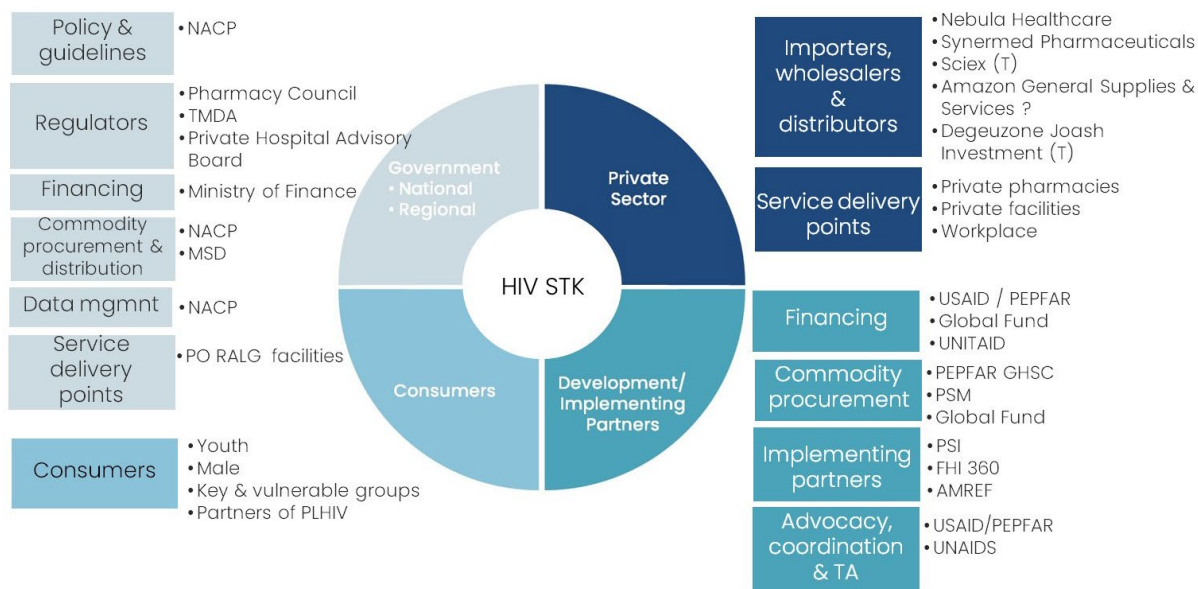 Policy &
guidelines
• NACP
Regulators
• Pharmacy Council
• TMDA
• Private Hospital Advisory
Board
Financing
• Ministry of Finance
Commodity
procurement &
distribution
• NACP
• MSD
Data mgmnt
• NACP
Service
delivery
points
• PO RALG facilities
Consumers
• Youth
• Male
• Key & vulnerable groups
• Partners of PLHIV
Government
• National
• Regional
Private
Sector
HIV STK
Consumers
Development/
Implementing
Partners
Importers,
wholesalers
&
distributors
• Nebula Healthcare
• Synermed Pharmaceuticals
• Sciex (T)
• Amazon General Supplies &
Services ?
• Degeuzone Joash
Investment (T)
Service delivery
points
• Private pharmacies
• Private facilities
• Workplace
Financing
• USAID / PEPFAR
• Global Fund
• UNITAID
Commodity
procurement
• PEPFAR GHSC
• PSM
• Global Fund
Implementing
partners
• PSI
• FHI 360
• AMREF
Advocacy,
coordination
& TA
• USAID/PEPFAR
• UNAIDS